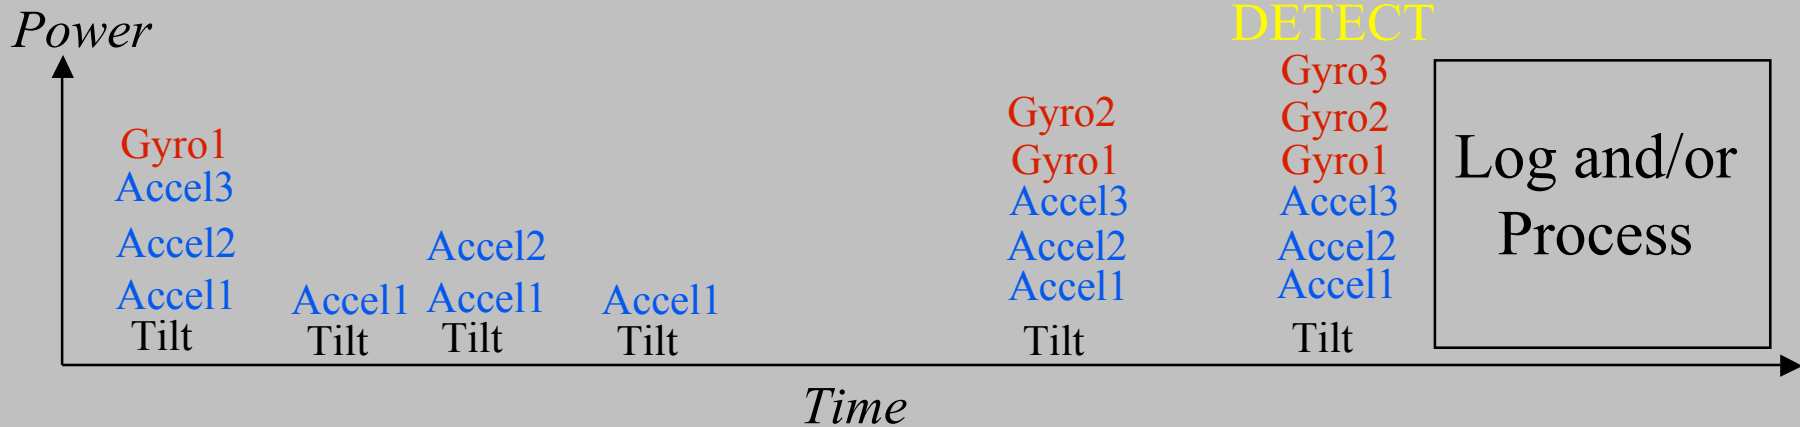 Power
DETECT
Gyro1
Accel3
Accel2
Accel1
Tilt
Accel1
Tilt
Accel2
Accel1
Tilt
Accel1
Tilt
Gyro2
Gyro1
Accel3
Accel2
Accel1
Tilt
Gyro3
Gyro2
Gyro1
Accel3
Accel2
Accel1
Tilt
Log and/or
Process
Time